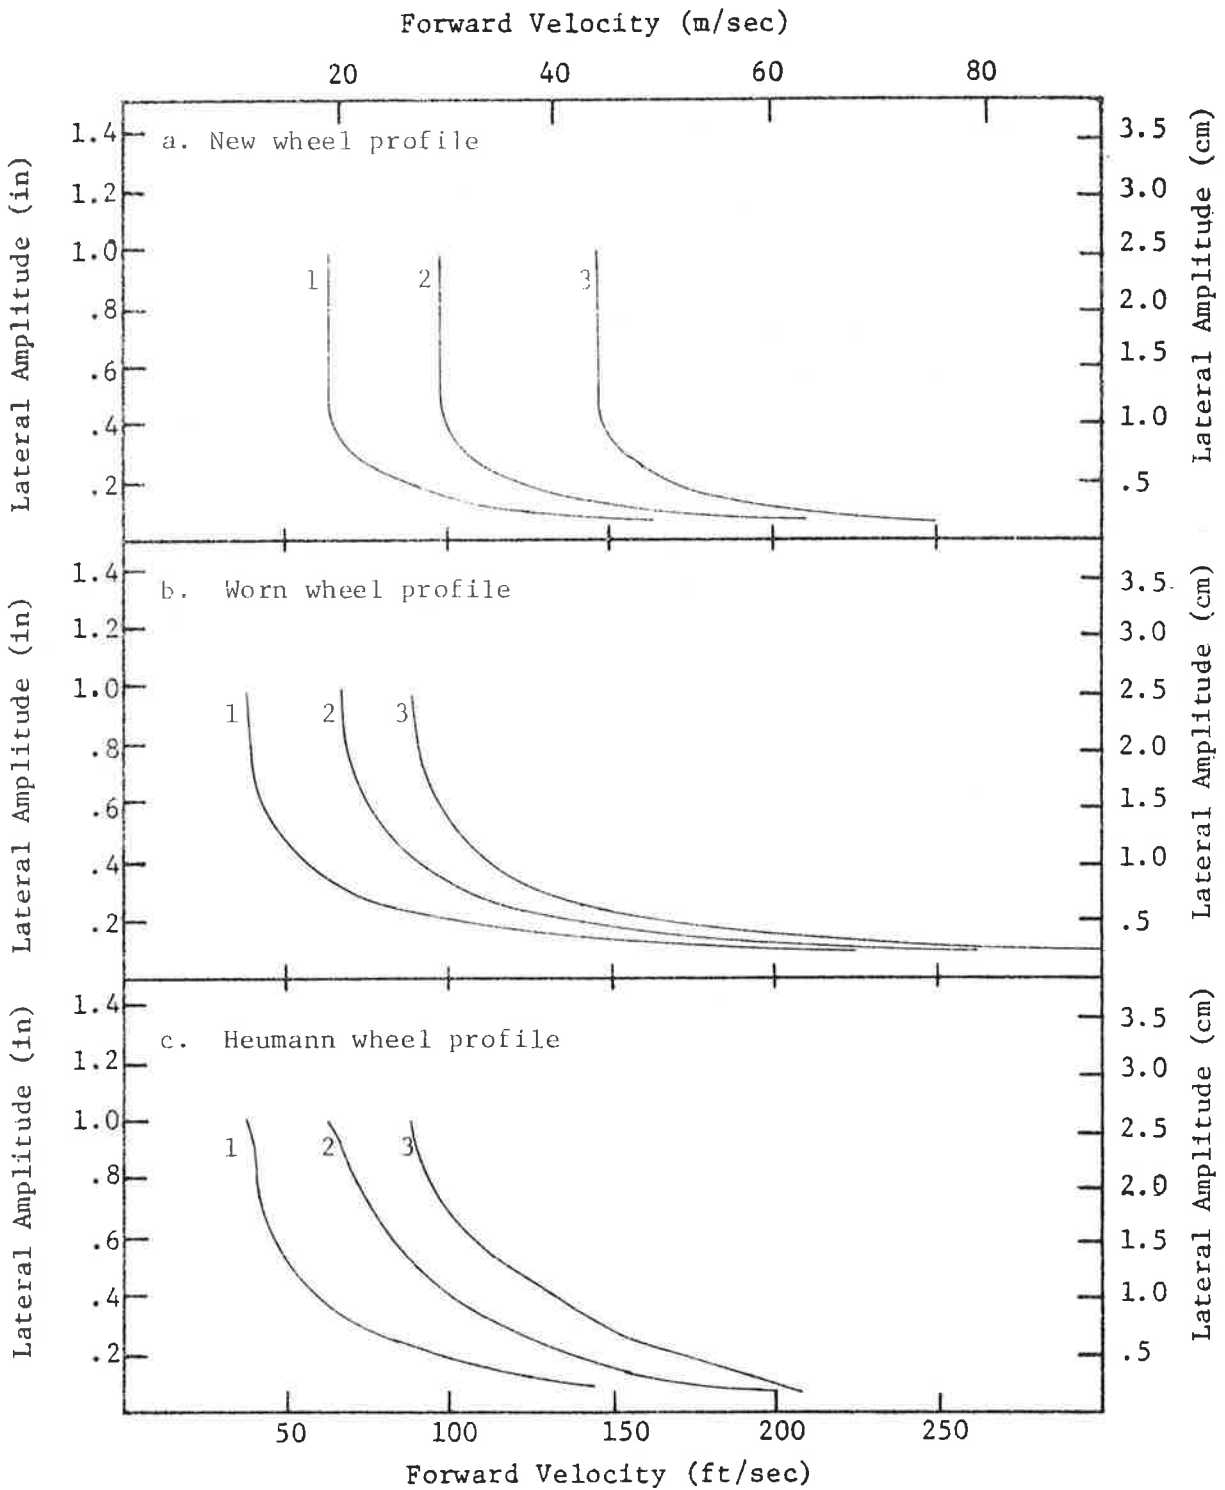 Forward Velocity (m/sec)
20 40 60 80
a. New wheel profile
Lateral Amplitude (in)
1.4
1.2
1.0
.8
.6
.4
.2
1 2 3
3.5
3.0
2.5
2.0
1.5
1.0
.5
Lateral Amplitude (cm)
b. Worn wheel profile
Lateral Amplitude (in)
1.4
1.2
1.0
.8
.6
.4
.2
1 2 3
3.5
3.0
2.5
2.0
1.5
1.0
.5
Lateral Amplitude (cm)
c. Heumann wheel profile
Lateral Amplitude (in)
1.4
1.2
1.0
.8
.6
.4
.2
1 2 3
3.5
3.0
2.5
2.0
1.5
1.0
.5
Lateral Amplitude (cm)
50 100 150 200 250
Forward Velocity (ft/sec)